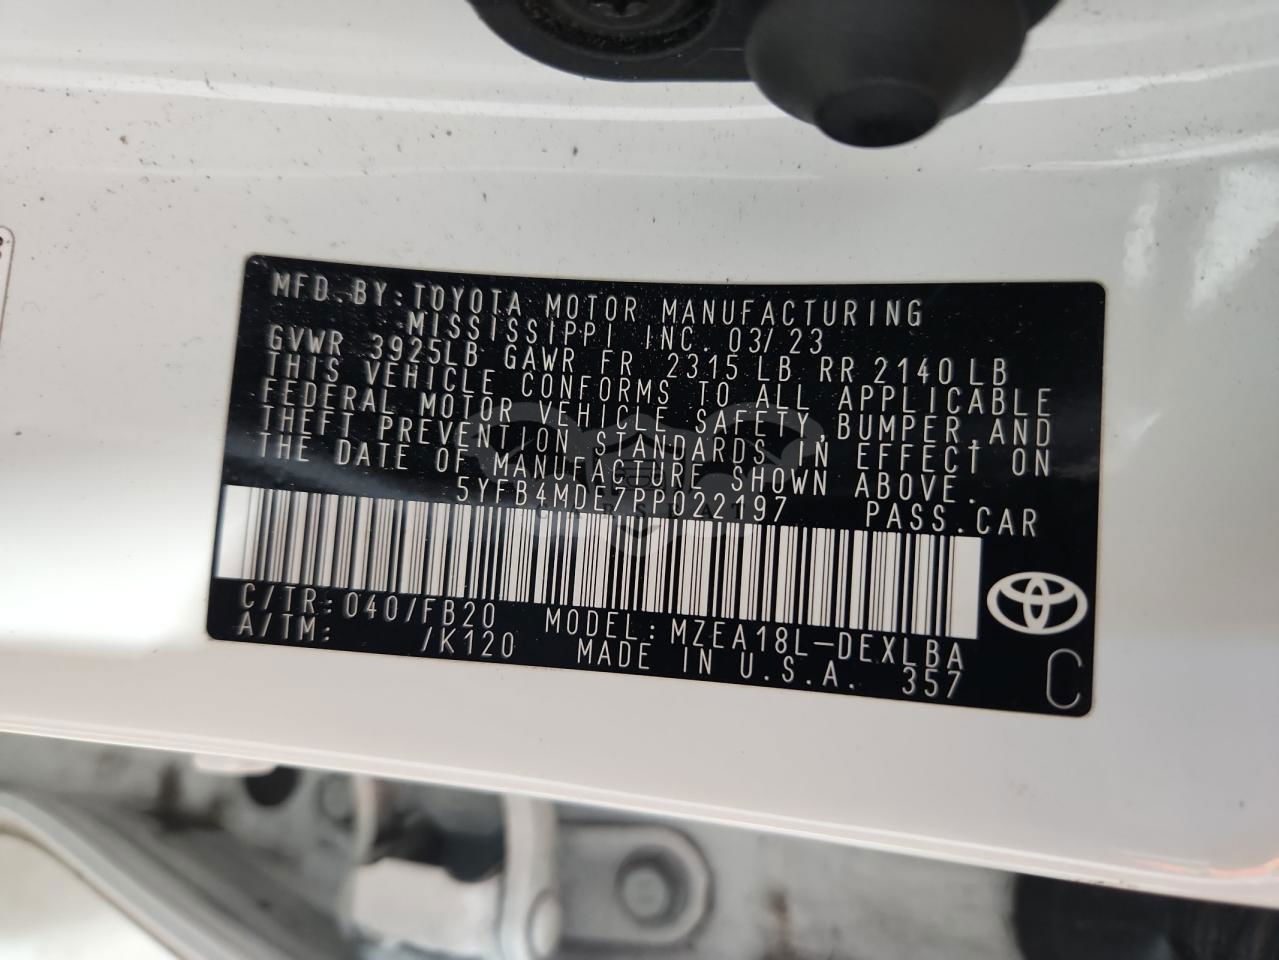 MFD.BY:TOYOTA MOTOR MANUFACTURING
MISSISSIPPI INC. 03/23
GVWR 3925LB GAWR FR 2315 LB RR 2140 LB
THIS VEHICLE CONFORMS TO ALL APPLICABLE
FEDERAL MOTOR VEHICLE SAFETY,BUMPER,AND
THEFT PREVENTION STANDARDS IN EFFECT ON
THE DATE OF MANUFACTURE SHOWN ABOVE.
5YFB4MDE7PP022197 PASS.CAR
C/TR:040/FB20 MODEL:MZEA18L-DEXLBA
A/TM: /K120 MADE IN U.S.A. 357
C